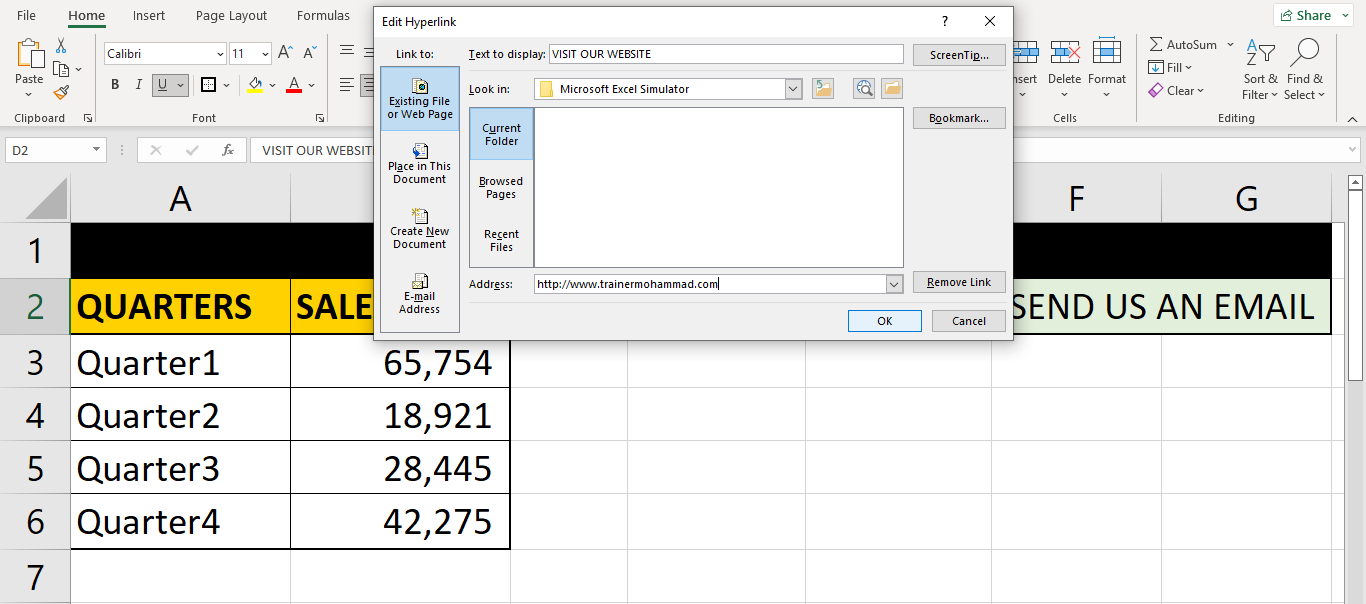 File Home Insert Page Layout Formulas
Share
Paste
Clipboard
Calibri 11 A A
B I U A
Font
Insert Delete Format
Cells
AutoSum
Fill
Clear
Sort &
Filter
Find &
Select
Editing
Edit Hyperlink ?
Link to:
Existing File
or Web Page
Place in This
Document
Create New
Document
E-mail
Address
Text to display: VISIT OUR WEBSITE ScreenTip...
Look in: Microsoft Excel Simulator
Current
Folder
Browsed
Pages
Recent
Files
Bookmark...
Address: http://www.trainermohammad.com Remove Link
OK Cancel
D2 fx VISIT OUR WEBSIT
A F G
1
2 QUARTERS SALE SEND US AN EMAIL
3 Quarter1 65,754
4 Quarter2 18,921
5 Quarter3 28,445
6 Quarter4 42,275
7